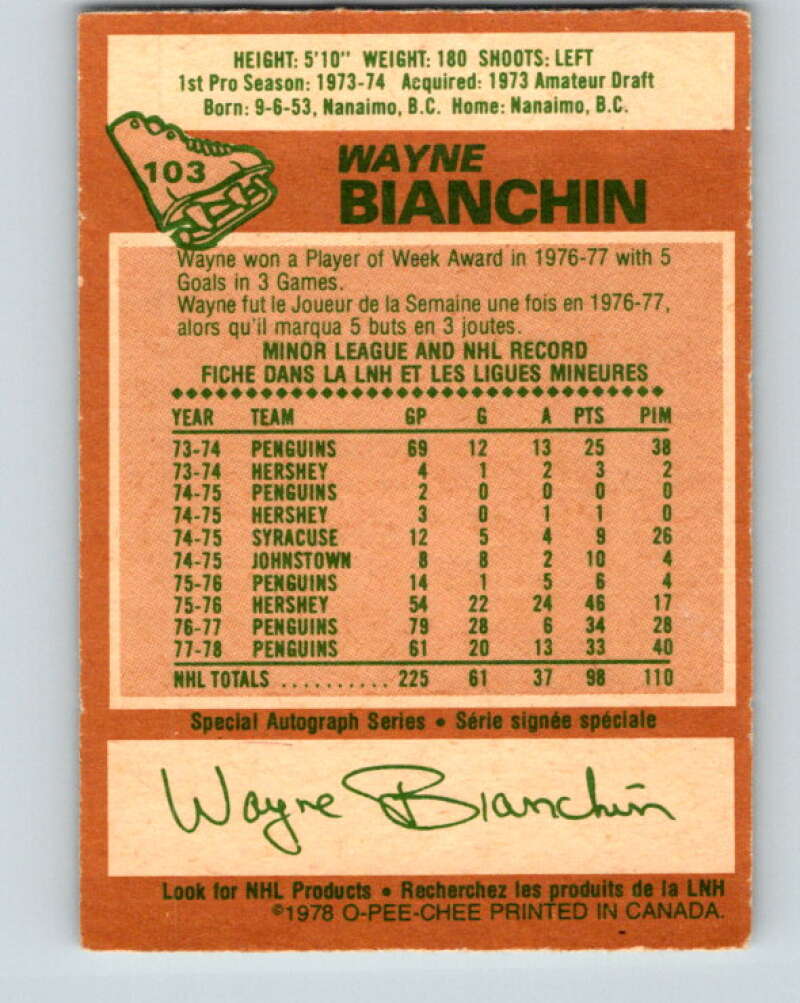 HEIGHT: 5'10" WEIGHT: 180 SHOOTS: LEFT
1st Pro Season: 1973-74 Acquired: 1973 Amateur Draft
Born: 9-6-53, Nanaimo, B.C. Home: Nanaimo, B.C.
103
WAYNE
BIANCHIN
Wayne won a Player of Week Award in 1976-77 with 5
Goals in 3 Games.
Wayne fut le Joueur de la Semaine une fois en 1976-77,
alors qu'il marqua 5 buts en 3 joutes.
MINOR LEAGUE AND NHL RECORD
FICHE DANS LA LNH ET LES LIGUES MINEURES
YEAR TEAM GP G A PTS PIM
73-74 PENGUINS 69 12 13 25 38
73-74 HERSHEY 4 1 2 3 2
74-75 PENGUINS 2 0 0 0 0
74-75 HERSHEY 3 0 1 1 0
74-75 SYRACUSE 12 5 4 9 26
74-75 JOHNSTOWN 8 8 2 10 4
75-76 PENGUINS 14 1 5 6 4
75-76 HERSHEY 54 22 24 46 17
76-77 PENGUINS 79 28 6 34 28
77-78 PENGUINS 61 20 13 33 40
NHL TOTALS .......... 225 61 37 98 110
Special Autograph Series • Série signée spéciale
Wayne Bianchin
Look for NHL Products • Recherchez les produits de la LNH
©1978 O-PEE-CHEE PRINTED IN CANADA.